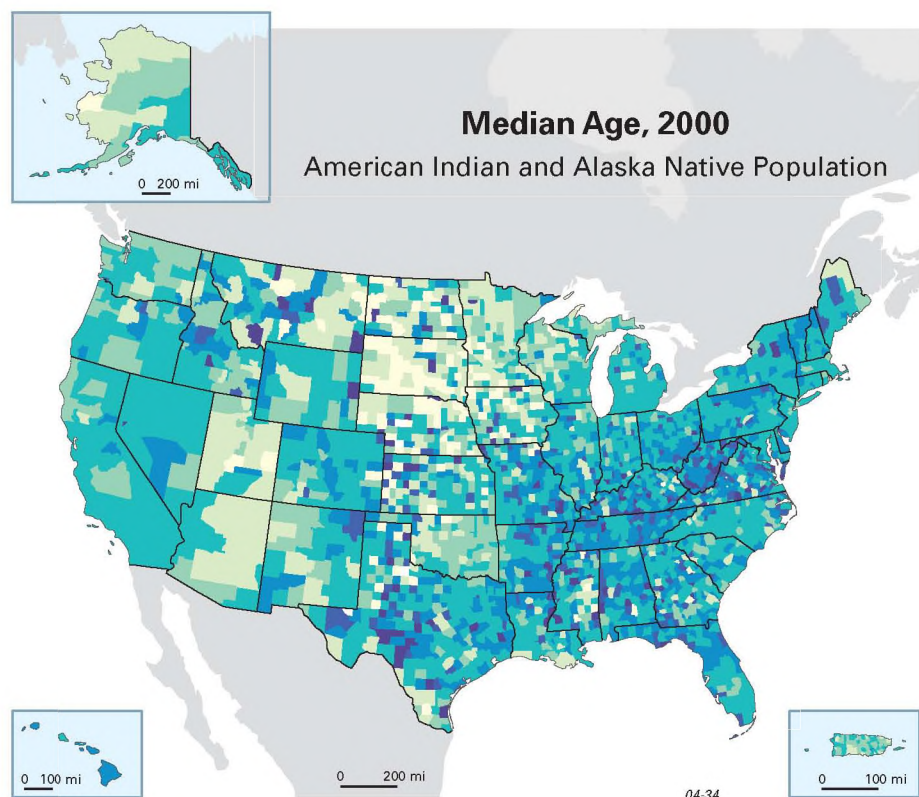 Median Age, 2000
American Indian and Alaska Native Population
0 200 mi
0 100 mi
0 200 mi
0 100 mi
04-34